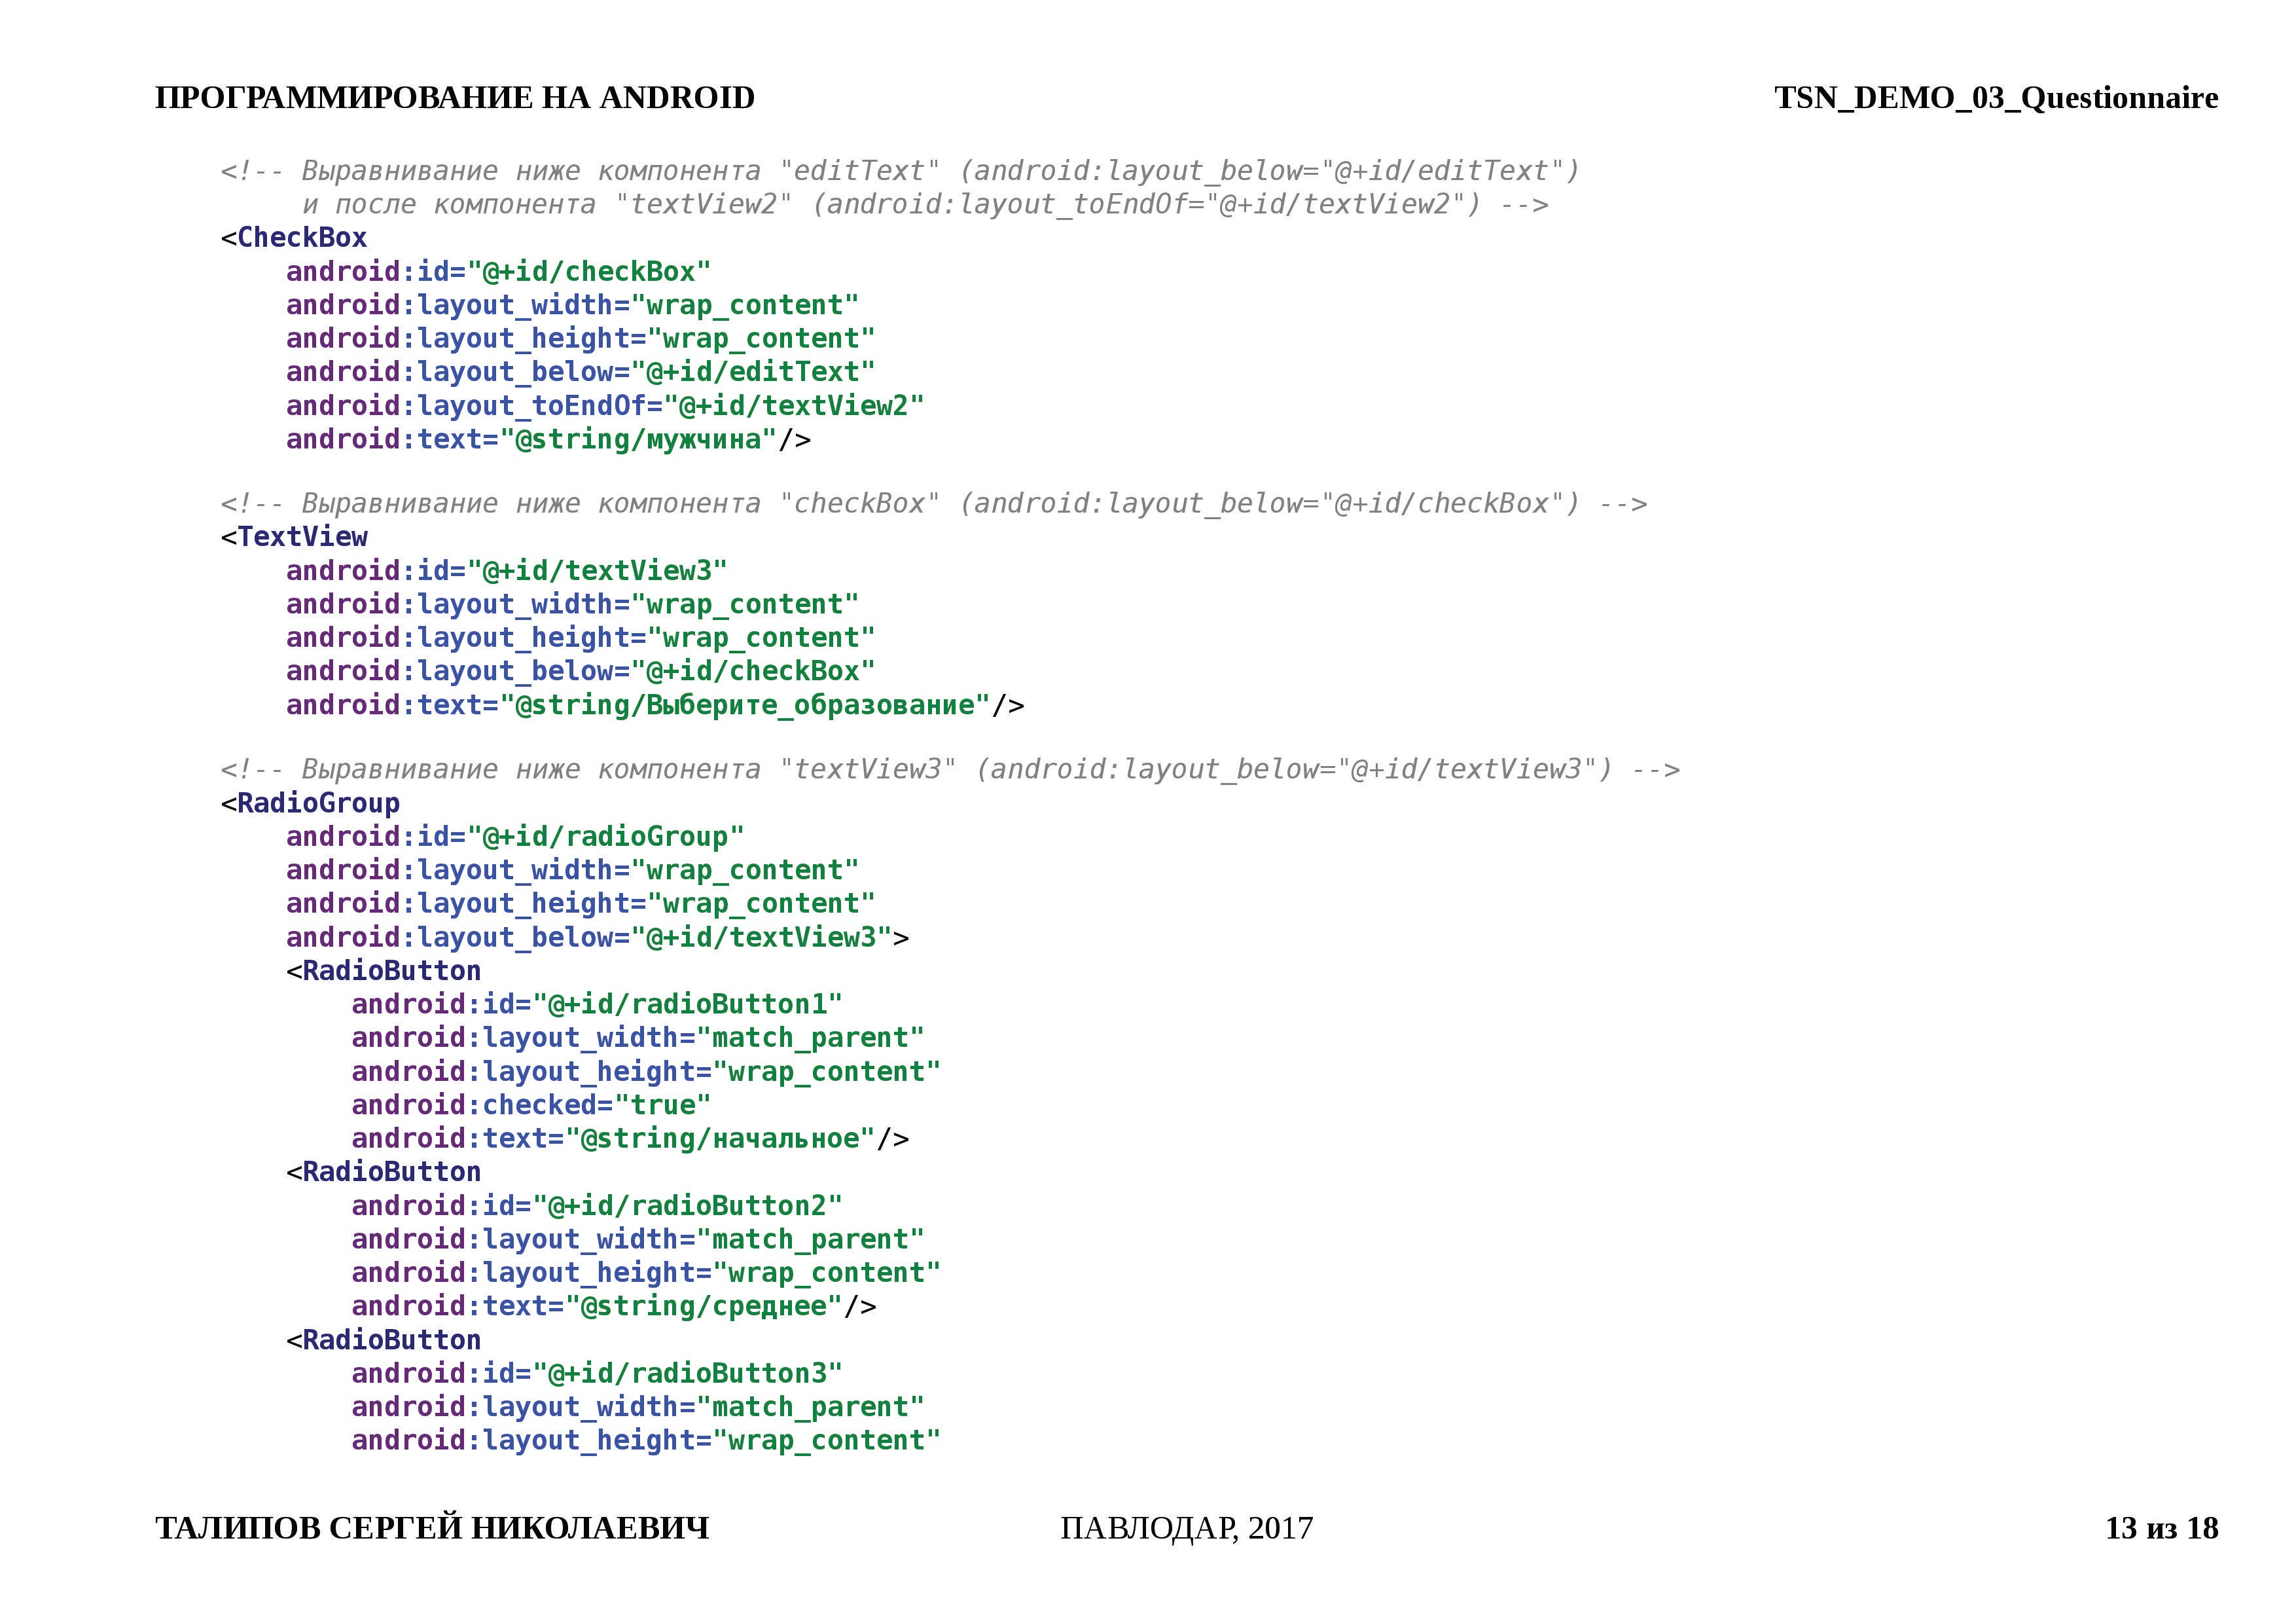 ПРОГРАММИРОВАНИЕ НА ANDROID TSN_DEMO_03_Questionnaire
<!-- Выравнивание ниже компонента "editText" (android:layout_below="@+id/editText")
и после компонента "textView2" (android:layout_toEndOf="@+id/textView2") -->
<CheckBox
android:id="@+id/checkBox"
android:layout_width="wrap_content"
android:layout_height="wrap_content"
android:layout_below="@+id/editText"
android:layout_toEndOf="@+id/textView2"
android:text="@string/мужчина"/>
<!-- Выравнивание ниже компонента "checkBox" (android:layout_below="@+id/checkBox") -->
<TextView
android:id="@+id/textView3"
android:layout_width="wrap_content"
android:layout_height="wrap_content"
android:layout_below="@+id/checkBox"
android:text="@string/Выберите_образование"/>
<!-- Выравнивание ниже компонента "textView3" (android:layout_below="@+id/textView3") -->
<RadioGroup
android:id="@+id/radioGroup"
android:layout_width="wrap_content"
android:layout_height="wrap_content"
android:layout_below="@+id/textView3">
<RadioButton
android:id="@+id/radioButton1"
android:layout_width="match_parent"
android:layout_height="wrap_content"
android:checked="true"
android:text="@string/начальное"/>
<RadioButton
android:id="@+id/radioButton2"
android:layout_width="match_parent"
android:layout_height="wrap_content"
android:text="@string/среднее"/>
<RadioButton
android:id="@+id/radioButton3"
android:layout_width="match_parent"
android:layout_height="wrap_content"
ТАЛИПОВ СЕРГЕЙ НИКОЛАЕВИЧ ПАВЛОДАР, 2017 13 из 18